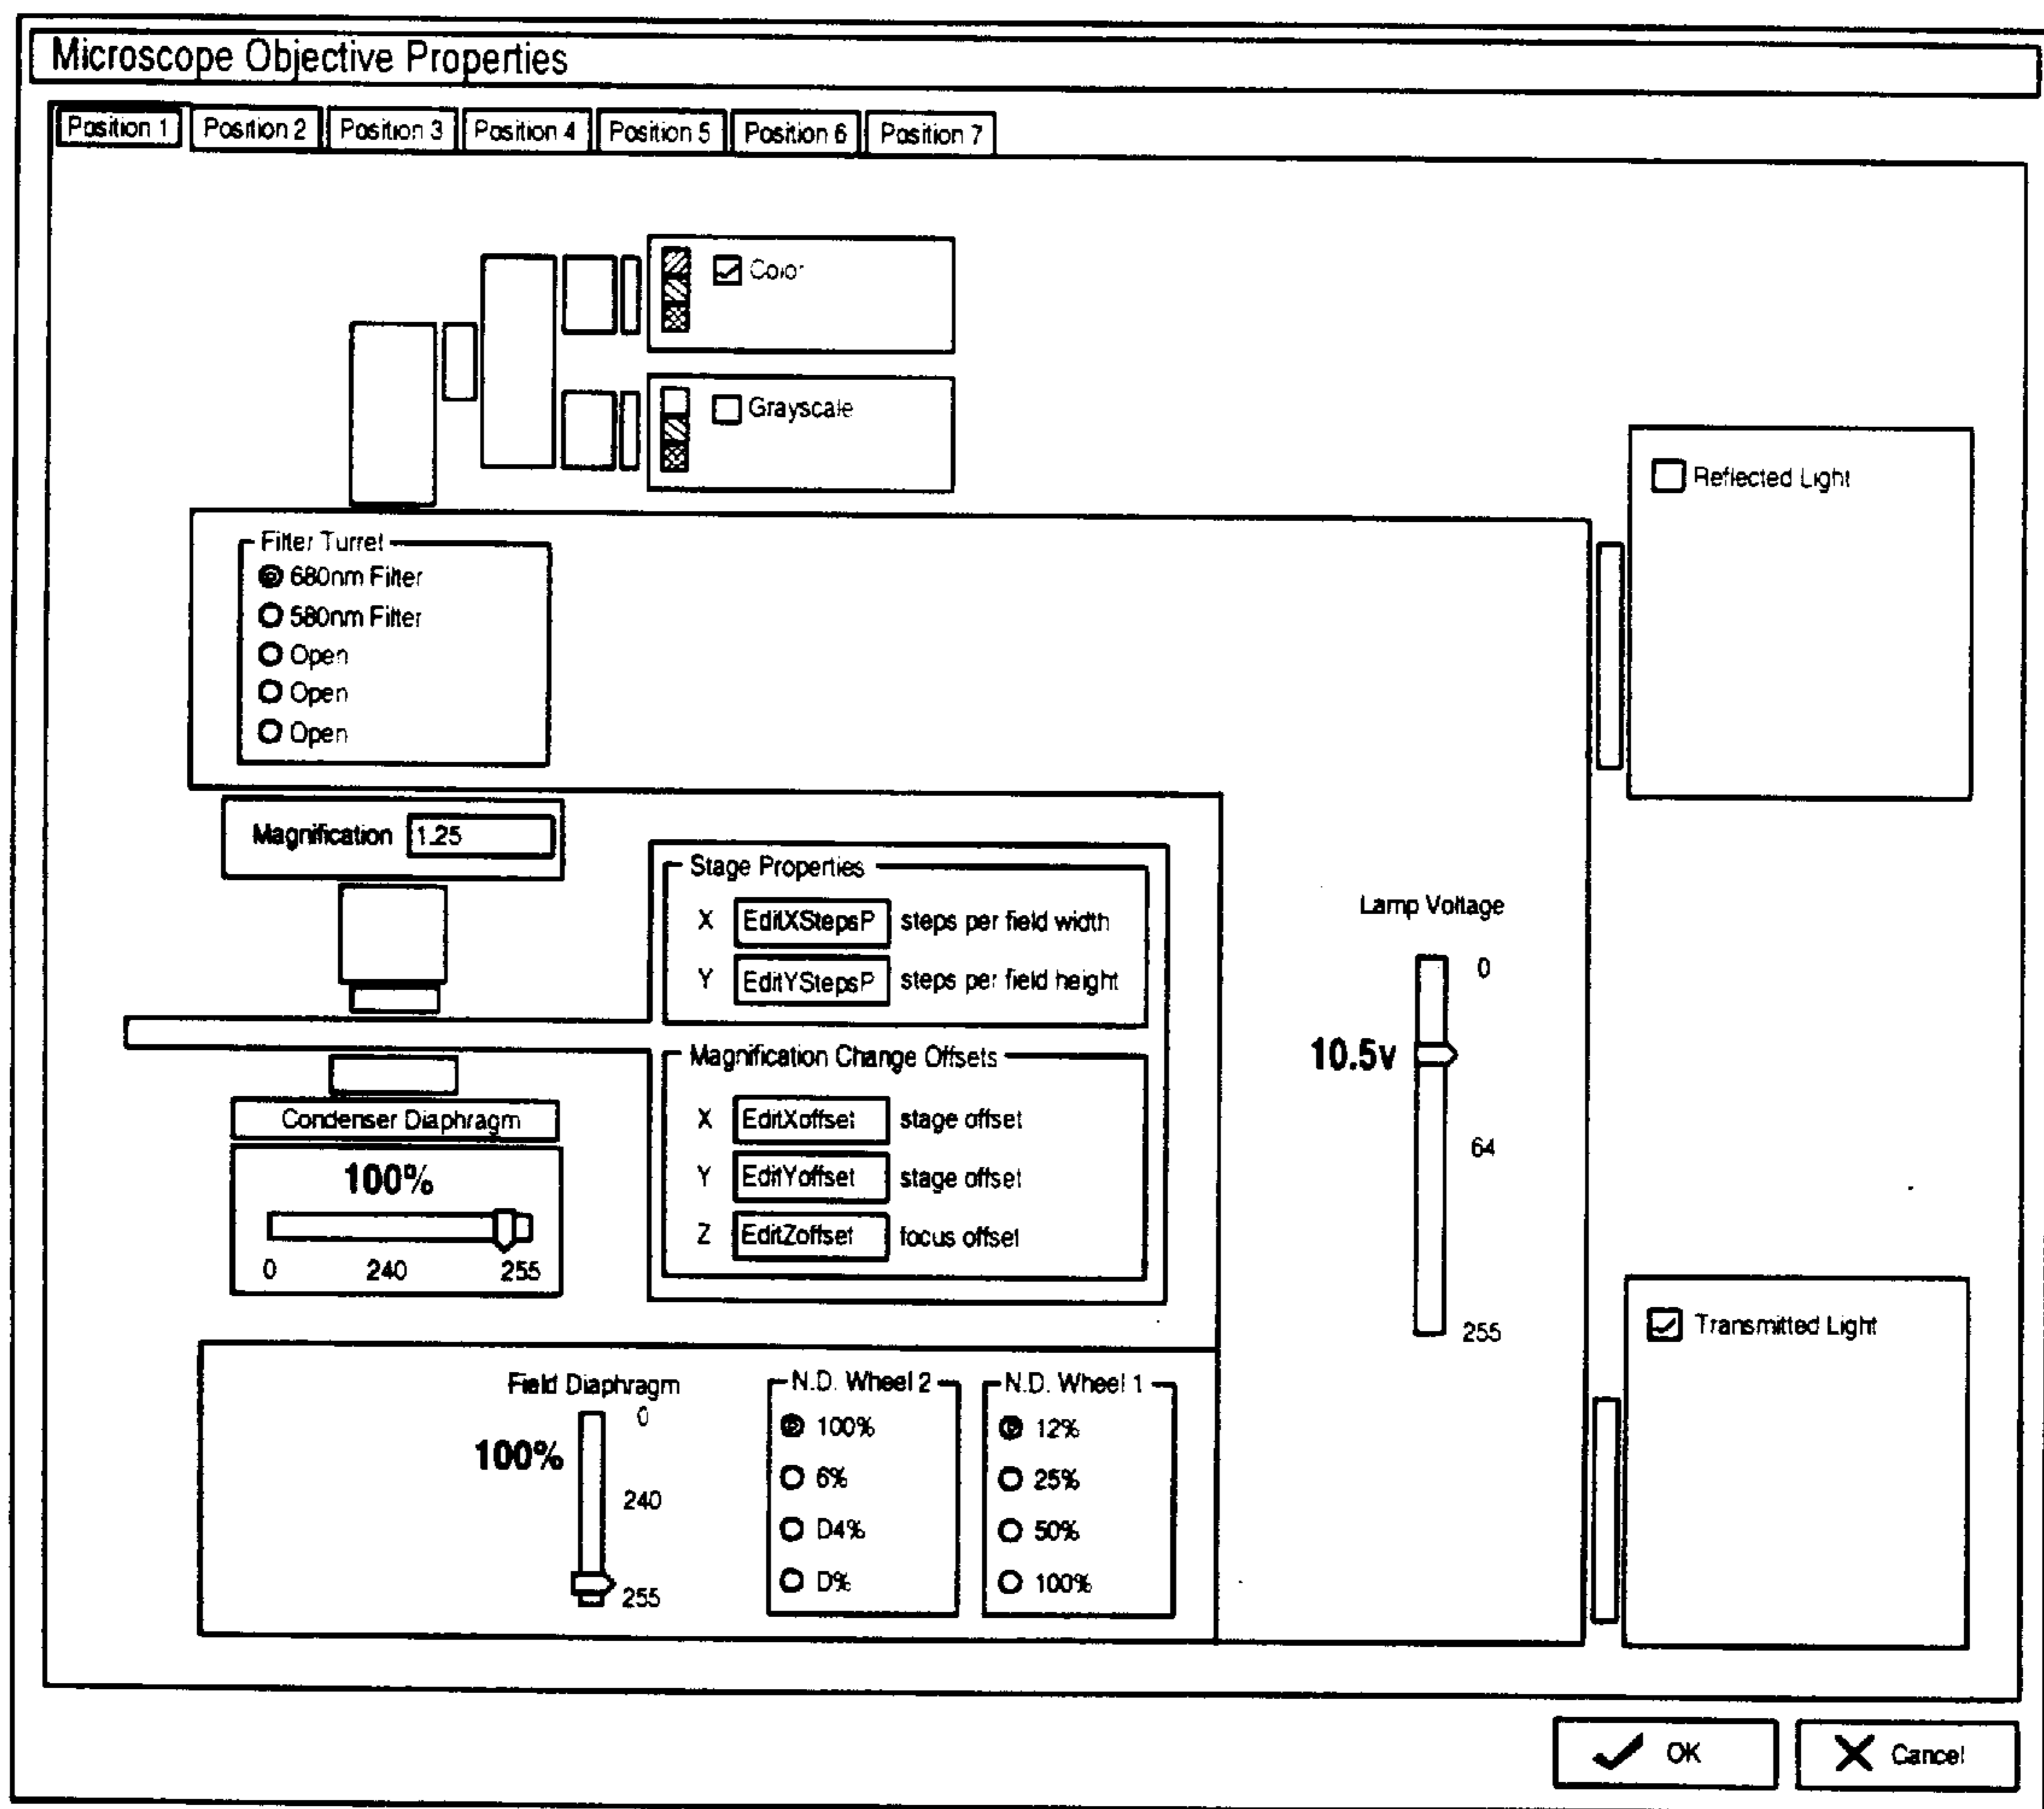 Microscope Objective Properties
Position 1 Position 2 Position 3 Position 4 Position 5 Position 6 Position 7
Color
Grayscale
Reflected Light
Filter Turret
680nm Filter
580nm Filter
Open
Open
Open
Magnification 1.25
Stage Properties
X EditXStepsP steps per field width
Y EditYStepsP steps per field height
Magnification Change Offsets
X EditXoffset stage offset
Y EditYoffset stage offset
Z EditZoffset focus offset
Condenser Diaphragm
100%
0 240 255
Lamp Voltage
0
10.5v
64
255
Transmitted Light
Field Diaphragm
0
100%
240
255
N.D. Wheel 2
100%
6%
D4%
D%
N.D. Wheel 1
12%
25%
50%
100%
OK Cancel